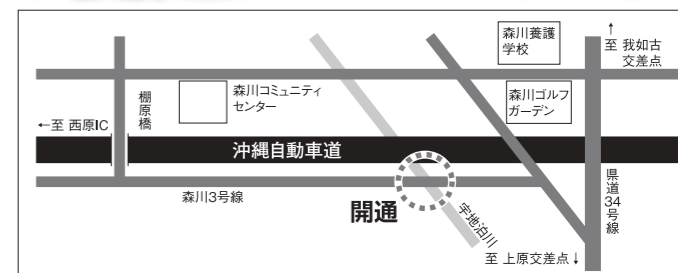 森川養護
学校
↑
至 我如古
交差点
森川コミュニティ
センター
森川ゴルフ
ガーデン
棚原橋
←至 西原IC
沖縄自動車道
森川3号線
開通
宇地泊川
県道34号線
至 上原交差点↓